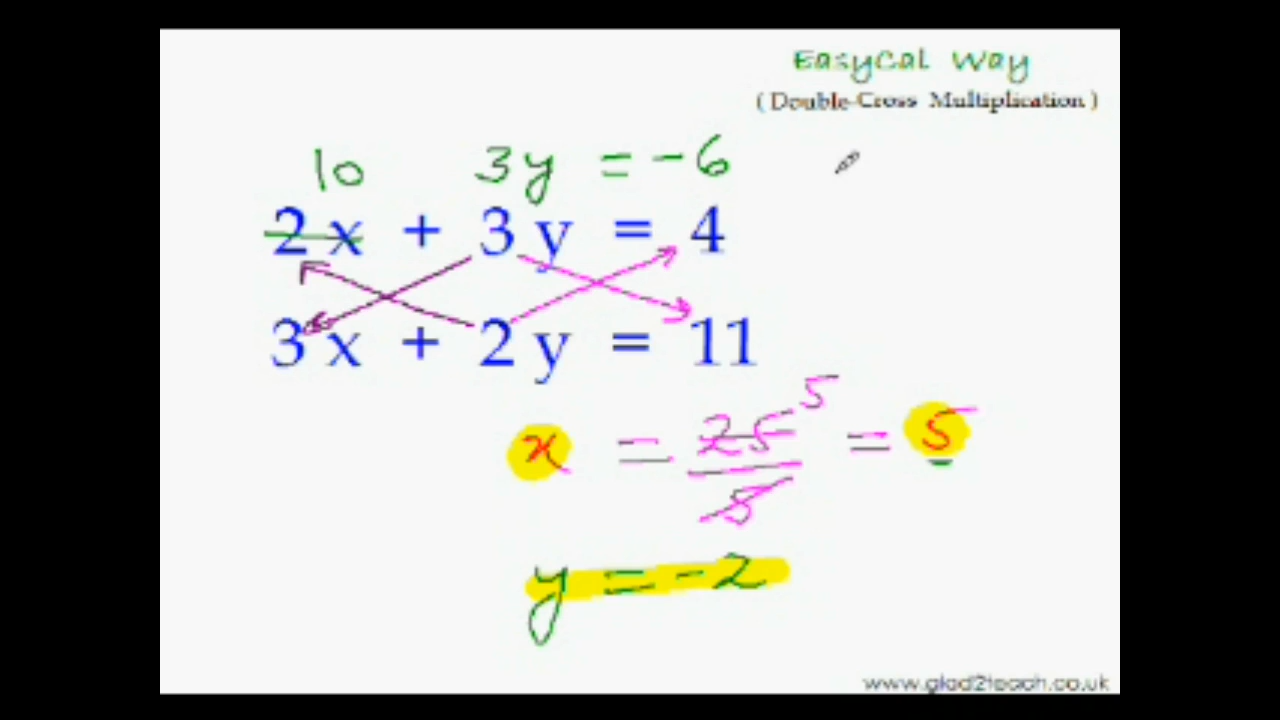 EasyCal Way
(Double-Cross Multiplication)
10 3y = -6
2x + 3y = 4
3x + 2y = 11
x = 25/5 5 = 5
y = -2
www.glad2teach.co.uk